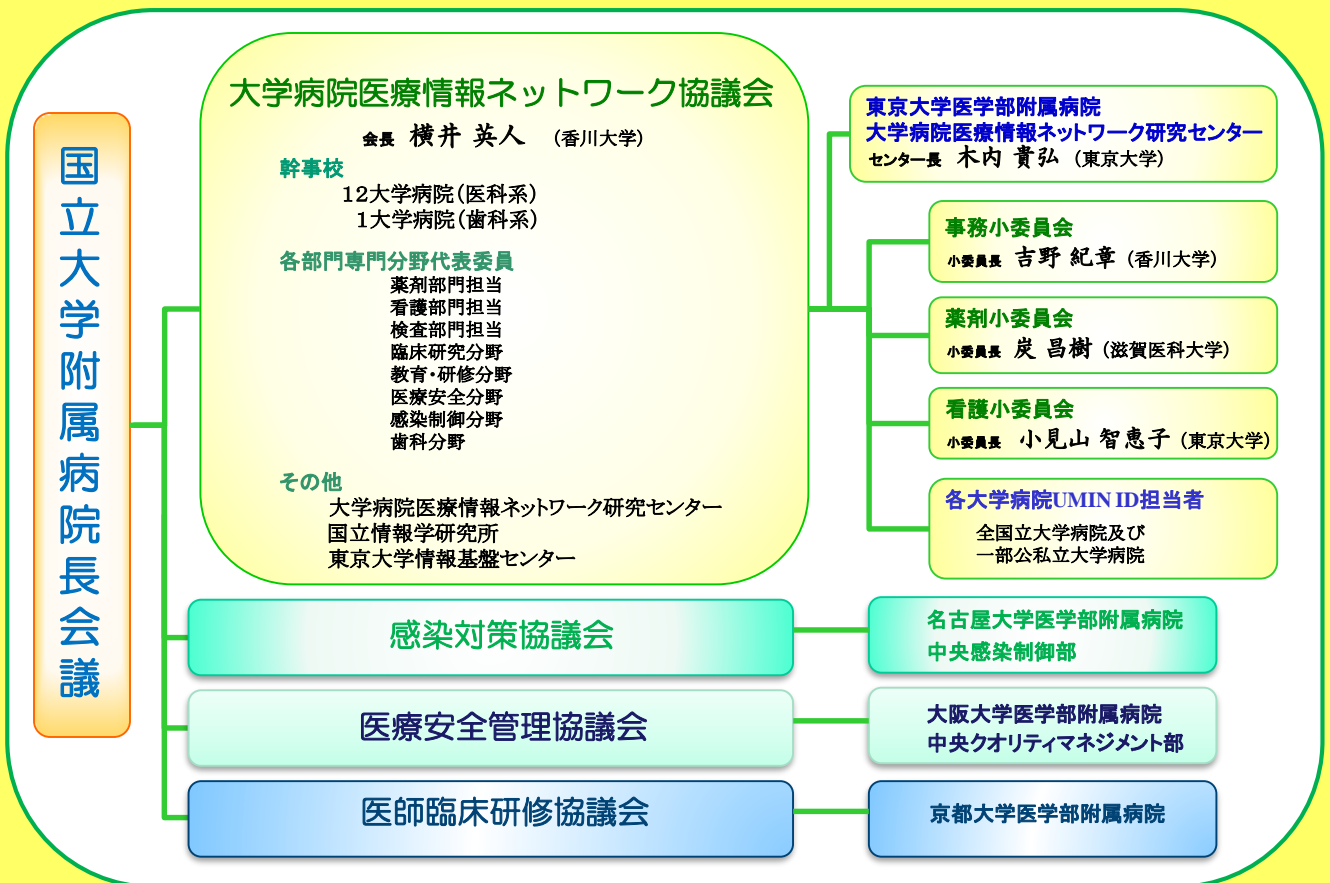 国立大学附属病院長会議
大学病院医療情報ネットワーク協議会
会長 横井 英人 (香川大学)
幹事校
12大学病院(医科系)
1大学病院(歯科系)
各部門専門分野代表委員
薬剤部門担当
看護部門担当
検査部門担当
臨床研究分野
教育・研修分野
医療安全分野
感染制御分野
歯科分野
その他
大学病院医療情報ネットワーク研究センター
国立情報学研究所
東京大学情報基盤センター
東京大学医学部附属病院
大学病院医療情報ネットワーク研究センター
センター長 木内 貴弘 (東京大学)
事務小委員会
小委員長 吉野 紀章 (香川大学)
薬剤小委員会
小委員長 炭 昌樹 (滋賀医科大学)
看護小委員会
小委員長 小見山 智恵子 (東京大学)
各大学病院UMIN ID担当者
全国立大学病院及び
一部公私立大学病院
感染対策協議会
名古屋大学医学部附属病院
中央感染制御部
医療安全管理協議会
大阪大学医学部附属病院
中央クオリティマネジメント部
医師臨床研修協議会
京都大学医学部附属病院